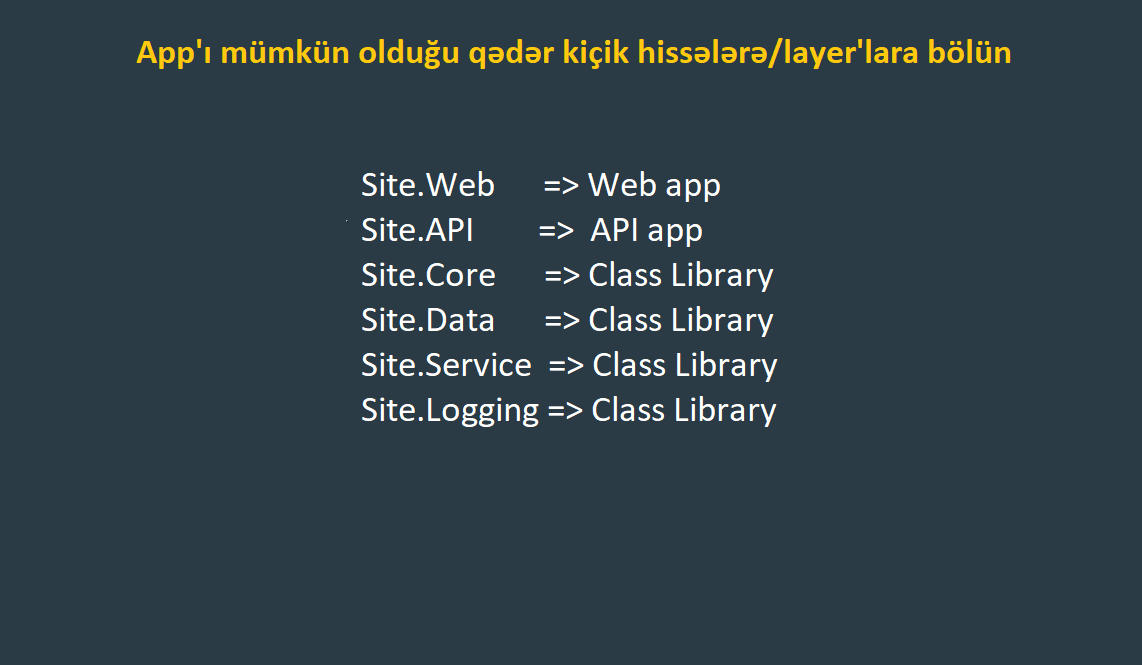 App'ı mümkün olduğu qədər kiçik hissələrə/layer'lara bölün
Site.Web => Web app
Site.API => API app
Site.Core => Class Library
Site.Data => Class Library
Site.Service => Class Library
Site.Logging => Class Library